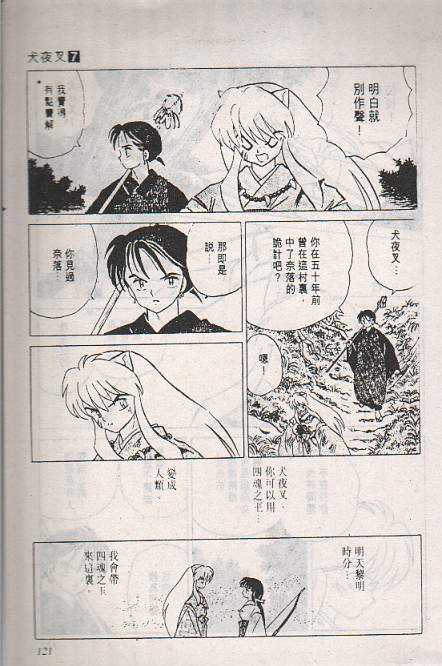 犬夜叉 7
明白就
別作聲！
我覺得
有點費解
犬夜叉…
你在五十年前
曾在這村裏，
中了奈落的
詭計吧？
嗯！
那即是
說
你見過
奈落…
犬夜叉、
你可以用
四魂之玉…
變成
人類、
明天黎明
時分…
我會帶
四魂之玉
來這裏、
121